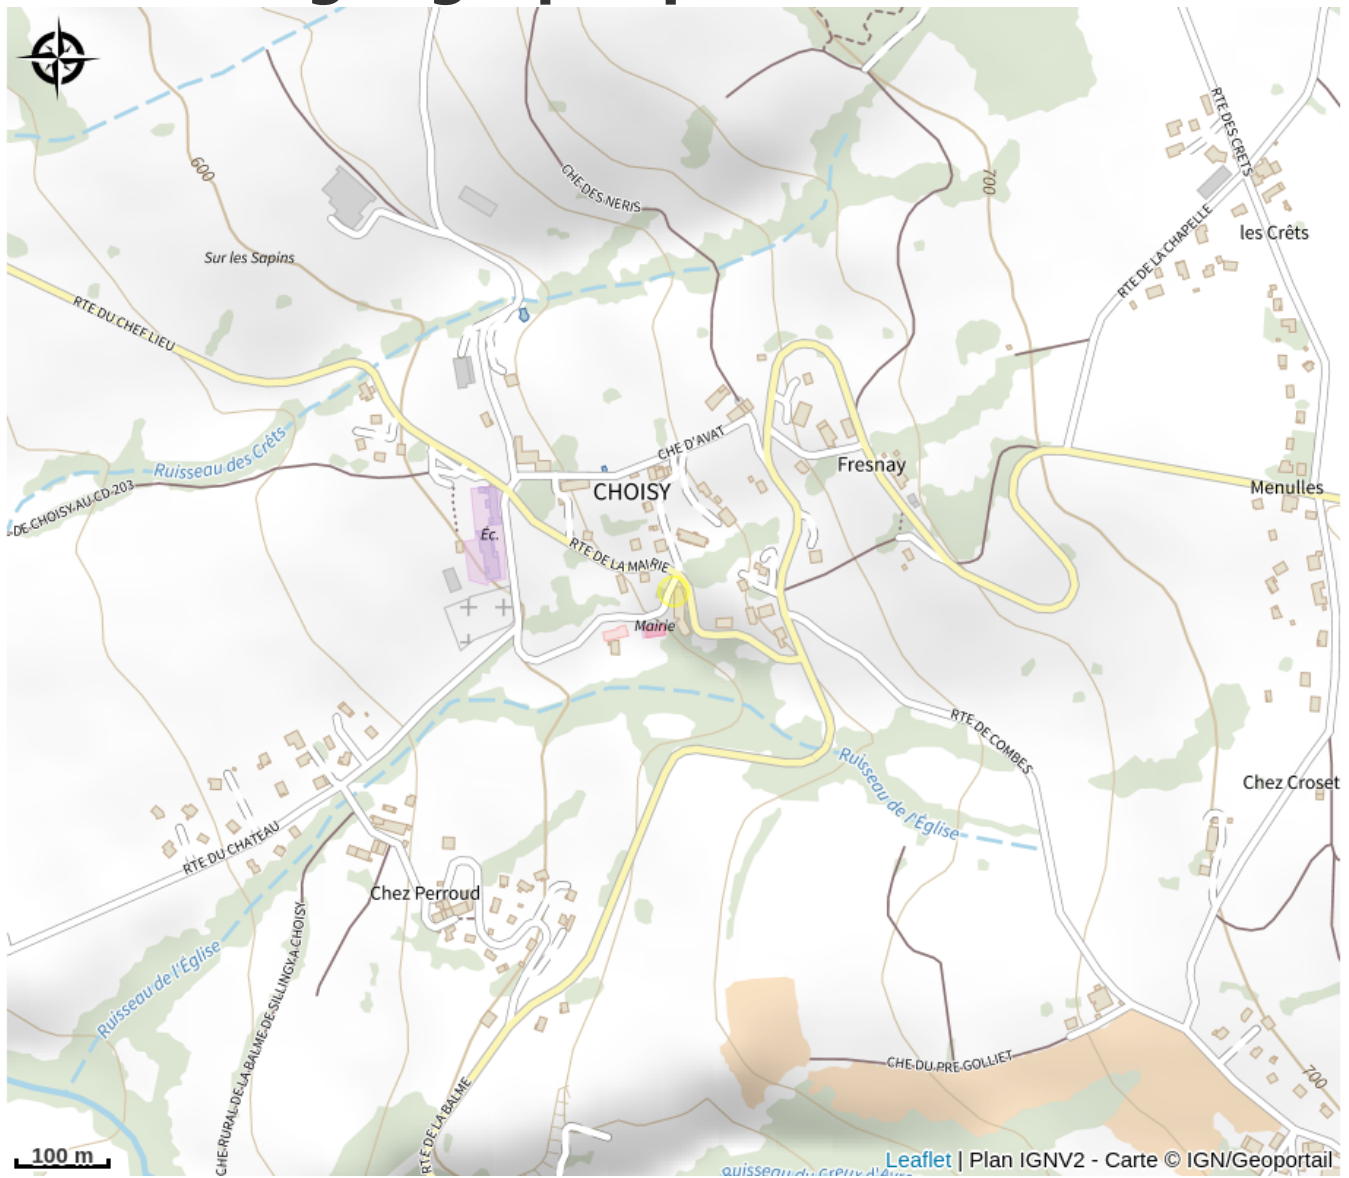 RTE DES CRETS
CHE DES NERIS
600
700
Sur les Sapins
les Crêts
RTE DE LA CHAPELLE
RTE DU CHEF LIEU
CHE D'AVAT
Ruisseau des Crêts
Fresnay
CHOISY
Menulles
DE CHOISY AU CD 203
Éc.
RTE DE LA MAIRIE
Mairie
RTE DE COMBES
Ruisseau de l'Église
Chez Croset
RTE DU CHATEAU
Chez Perroud
CHE RURAL DE LA BALME-DE-SILLINGY A CHOISY
Ruisseau de l'Église
CHE DU PRE GOLLIET
700
RTE DE LA BALME
100 m
Leaflet | Plan IGNV2 - Carte © IGN/Geoportail